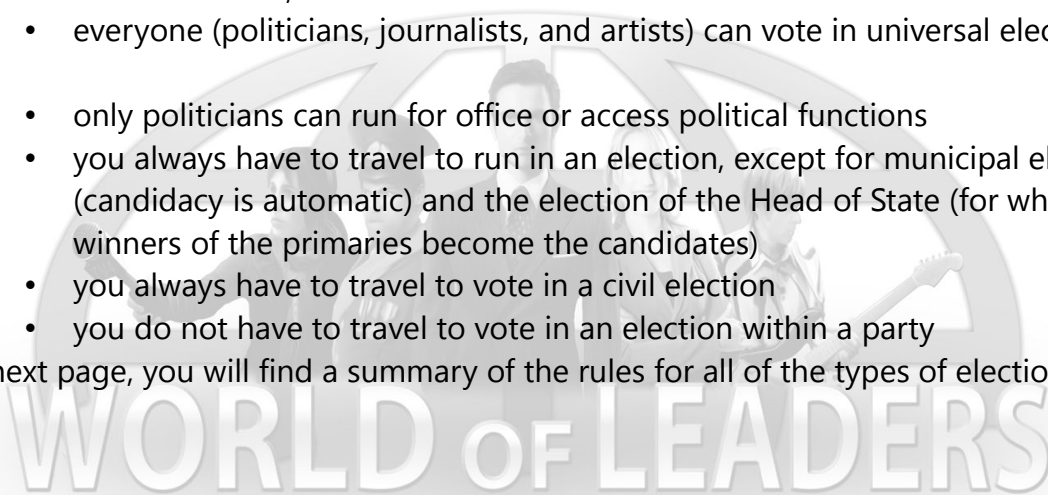 • everyone (politicians, journalists, and artists) can vote in universal elec
• only politicians can run for office or access political functions
• you always have to travel to run in an election, except for municipal el
(candidacy is automatic) and the election of the Head of State (for wh
winners of the primaries become the candidates)
• you always have to travel to vote in a civil election
• you do not have to travel to vote in an election within a party
next page, you will find a summary of the rules for all of the types of electio
WORLD OF LEADERS